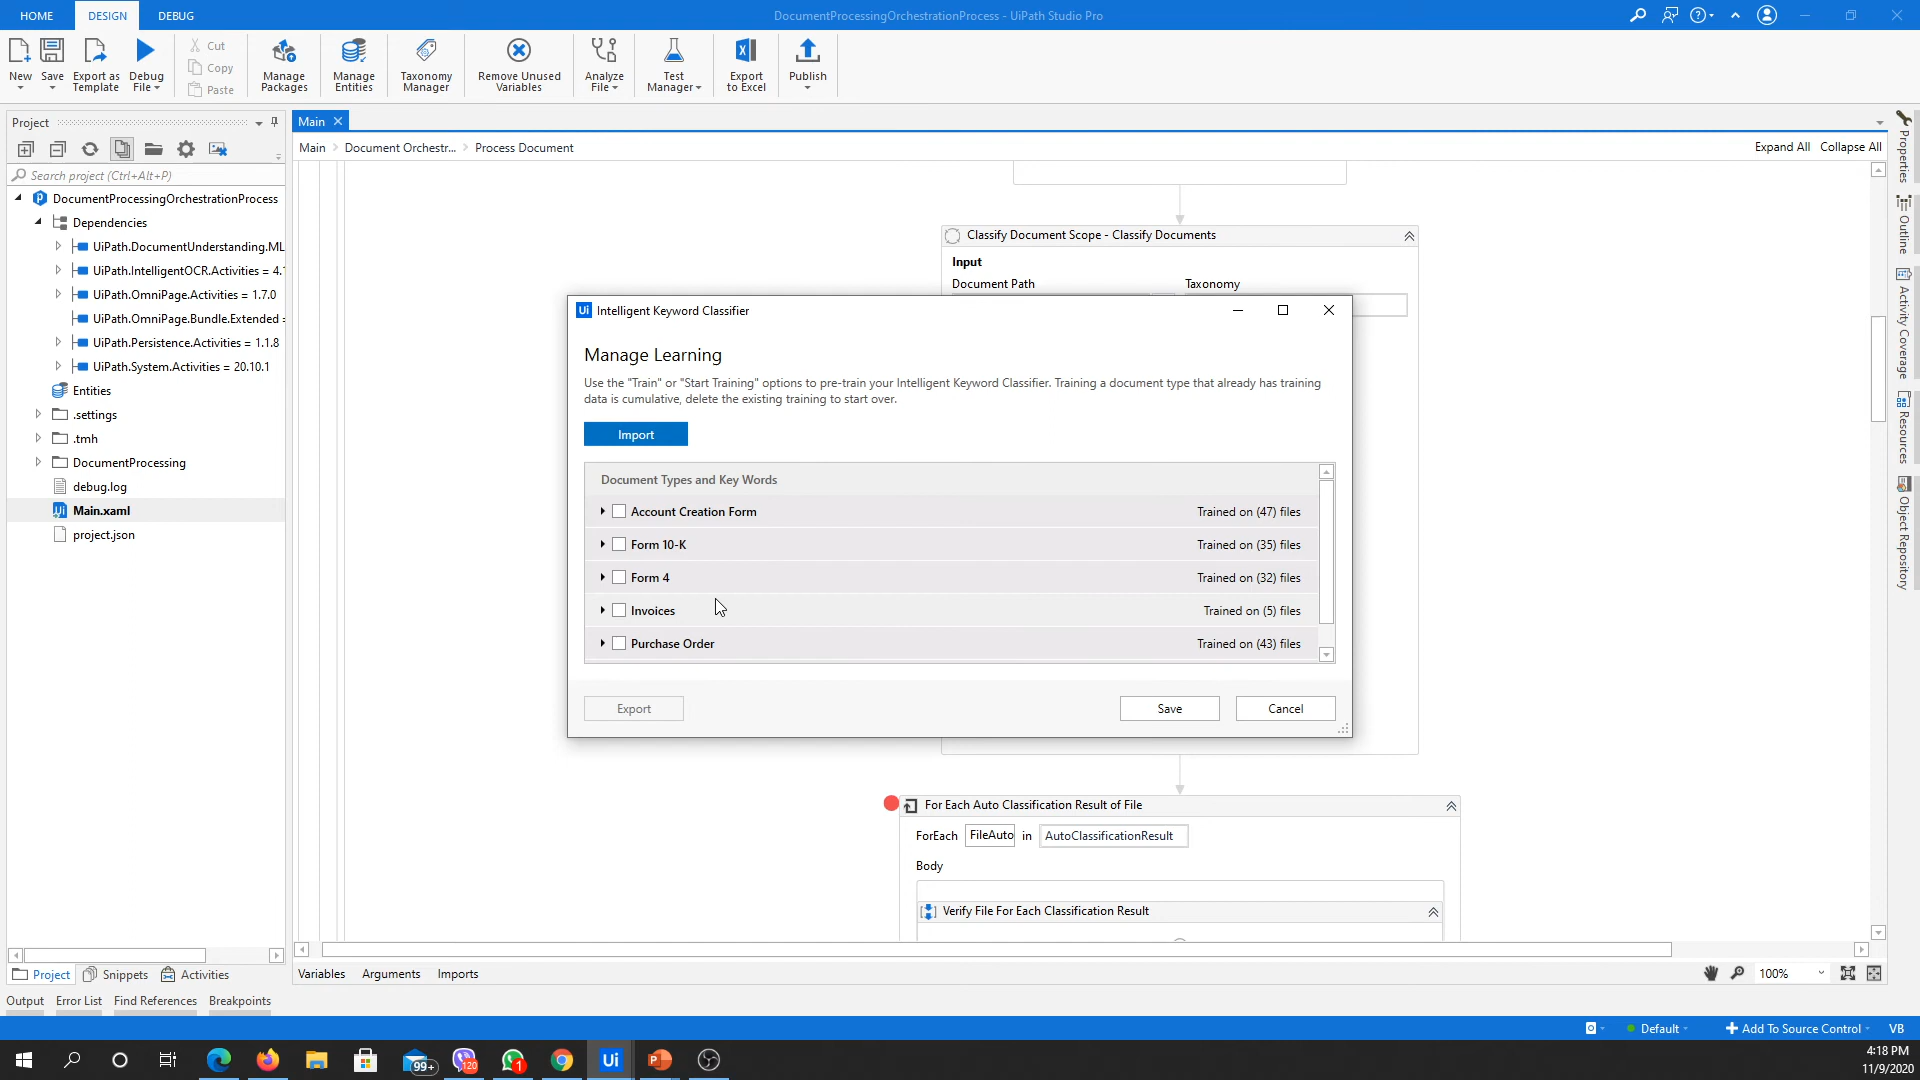 HOME DESIGN DEBUG
DocumentProcessingOrchestrationProcess - UiPath Studio Pro
New
Save
Export as Template
Debug File
Cut
Copy
Paste
Manage Packages
Manage Entities
Taxonomy Manager
Remove Unused Variables
Analyze File
Test Manager
Export to Excel
Publish
Project
Search project (Ctrl+Alt+P)
DocumentProcessingOrchestrationProcess
Dependencies
UiPath.DocumentUnderstanding.ML
UiPath.IntelligentOCR.Activities = 4.
UiPath.OmniPage.Activities = 1.7.0
UiPath.OmniPage.Bundle.Extended =
UiPath.Persistence.Activities = 1.1.8
UiPath.System.Activities = 20.10.1
Entities
.settings
.tmh
DocumentProcessing
debug.log
Main.xaml
project.json
Project Snippets Activities
Output Error List Find References Breakpoints
Main
Main > Document Orchestr... > Process Document
Expand All Collapse All
Classify Document Scope - Classify Documents
Input
Document Path Taxonomy
Ui Intelligent Keyword Classifier
Manage Learning
Use the "Train" or "Start Training" options to pre-train your Intelligent Keyword Classifier. Training a document type that already has training
data is cumulative, delete the existing training to start over.
Import
Document Types and Key Words
Account Creation Form Trained on (47) files
Form 10-K Trained on (35) files
Form 4 Trained on (32) files
Invoices Trained on (5) files
Purchase Order Trained on (43) files
Export Save Cancel
For Each Auto Classification Result of File
ForEach FileAuto in AutoClassificationResult
Body
Verify File For Each Classification Result
Variables Arguments Imports
100%
Properties
Outline
Activity Coverage
Resources
Object Repository
Default
Add To Source Control
VB
99+
120
1
Ui
4:18 PM
11/9/2020